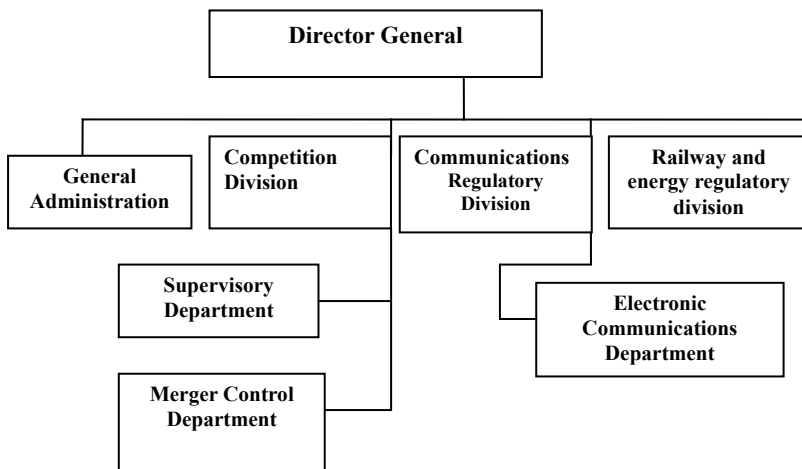 Director General
General
Administration
Competition
Division
Communications
Regulatory
Division
Railway and
energy regulatory
division
Supervisory
Department
Merger Control
Department
Electronic
Communications
Department